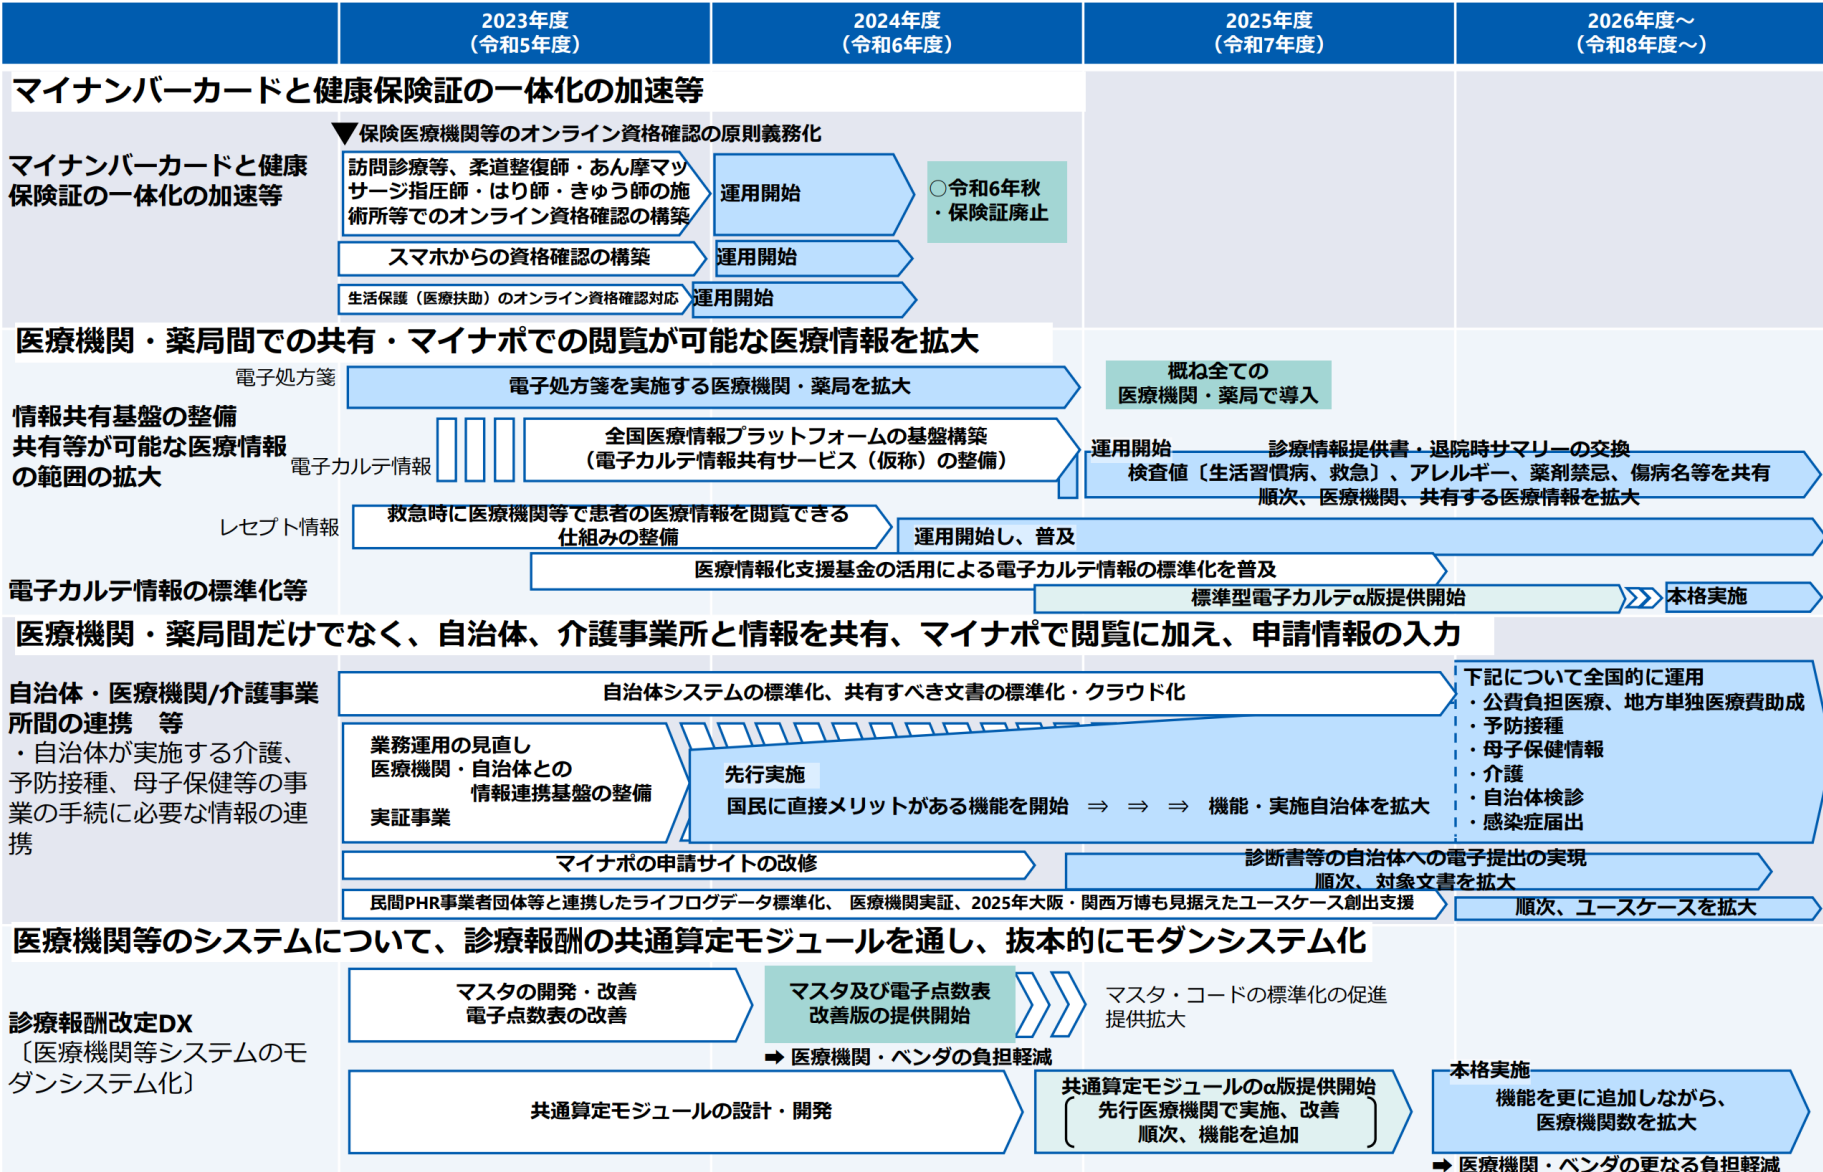 2023年度
（令和5年度）
2024年度
（令和6年度）
2025年度
（令和7年度）
2026年度～
（令和8年度～）
マイナンバーカードと健康保険証の一体化の加速等
マイナンバーカードと健康
保険証の一体化の加速等
▼保険医療機関等のオンライン資格確認の原則義務化
訪問診療等、柔道整復師・あん摩マッ
サージ指圧師・はり師・きゅう師の施
術所等でのオンライン資格確認の構築
運用開始
○令和6年秋
・保険証廃止
スマホからの資格確認の構築
運用開始
生活保護（医療扶助）のオンライン資格確認対応
運用開始
医療機関・薬局間での共有・マイナポでの閲覧が可能な医療情報を拡大
情報共有基盤の整備
共有等が可能な医療情報
の範囲の拡大
電子処方箋
電子処方箋を実施する医療機関・薬局を拡大
概ね全ての
医療機関・薬局で導入
電子カルテ情報
全国医療情報プラットフォームの基盤構築
（電子カルテ情報共有サービス（仮称）の整備）
運用開始
診療情報提供書・退院時サマリーの交換
検査値〔生活習慣病、救急〕、アレルギー、薬剤禁忌、傷病名等を共有
順次、医療機関、共有する医療情報を拡大
レセプト情報
救急時に医療機関等で患者の医療情報を閲覧できる
仕組みの整備
運用開始し、普及
電子カルテ情報の標準化等
医療情報化支援基金の活用による電子カルテ情報の標準化を普及
標準型電子カルテα版提供開始
本格実施
医療機関・薬局間だけでなく、自治体、介護事業所と情報を共有、マイナポで閲覧に加え、申請情報の入力
自治体・医療機関/介護事業
所間の連携　等
・自治体が実施する介護、
予防接種、母子保健等の事
業の手続に必要な情報の連
携
自治体システムの標準化、共有すべき文書の標準化・クラウド化
業務運用の見直し
医療機関・自治体との
情報連携基盤の整備
実証事業
先行実施
国民に直接メリットがある機能を開始　⇒　⇒　⇒　機能・実施自治体を拡大
下記について全国的に運用
・公費負担医療、地方単独医療費助成
・予防接種
・母子保健情報
・介護
・自治体検診
・感染症届出
マイナポの申請サイトの改修
診断書等の自治体への電子提出の実現
順次、対象文書を拡大
民間PHR事業者団体等と連携したライフログデータ標準化、 医療機関実証、2025年大阪・関西万博も見据えたユースケース創出支援
順次、ユースケースを拡大
医療機関等のシステムについて、診療報酬の共通算定モジュールを通し、抜本的にモダンシステム化
診療報酬改定DX
〔医療機関等システムのモ
ダンシステム化〕
マスタの開発・改善
電子点数表の改善
マスタ及び電子点数表
改善版の提供開始
マスタ・コードの標準化の促進
提供拡大
➡ 医療機関・ベンダの負担軽減
共通算定モジュールの設計・開発
共通算定モジュールのα版提供開始
先行医療機関で実施、改善
順次、機能を追加
本格実施
機能を更に追加しながら、
医療機関数を拡大
➡ 医療機関・ベンダの更なる負担軽減